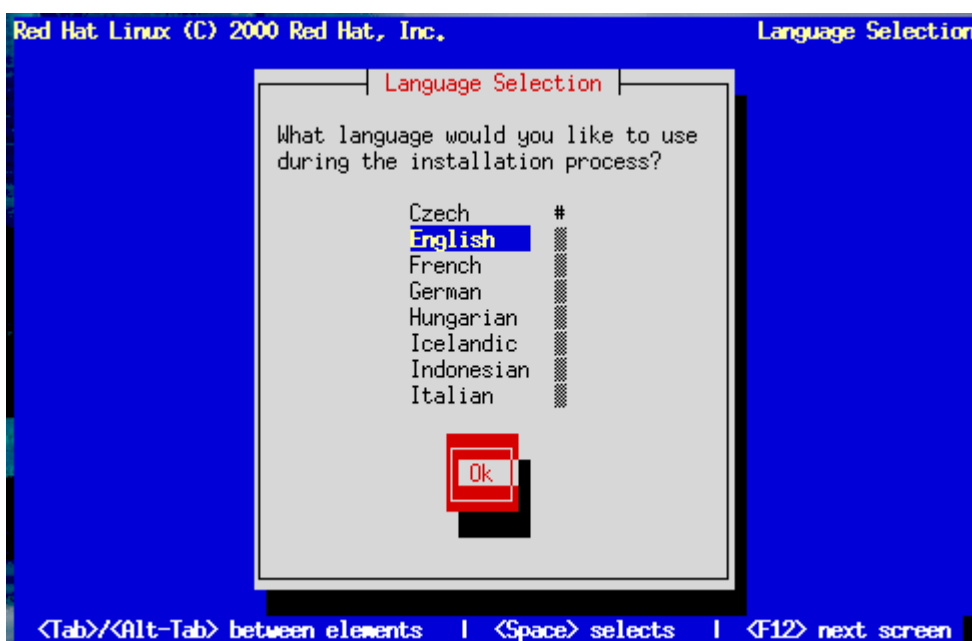 Red Hat Linux (C) 2000 Red Hat, Inc. Language Selection
Language Selection
What language would you like to use
during the installation process?
Czech #
English
French
German
Hungarian
Icelandic
Indonesian
Italian
Ok
<Tab>/<Alt-Tab> between elements | <Space> selects | <F12> next screen